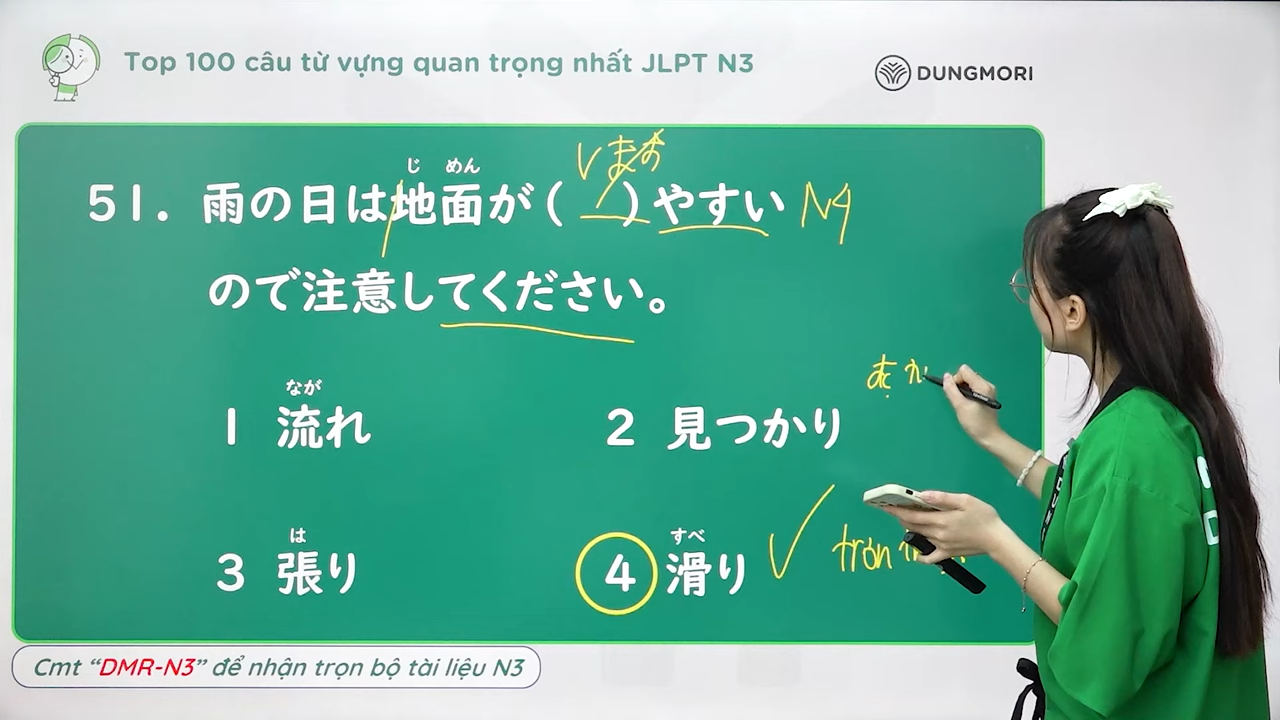 Top 100 câu từ vựng quan trọng nhất JLPT N3
DUNGMORI
Vます
じ めん
51. 雨の日は地面が( )やすい N4
ので注意してください。
なが
1 流れ
2 見つかり
は
3 張り
すべ
4 滑り
trơn
Cmt “DMR-N3” để nhận trọn bộ tài liệu N3